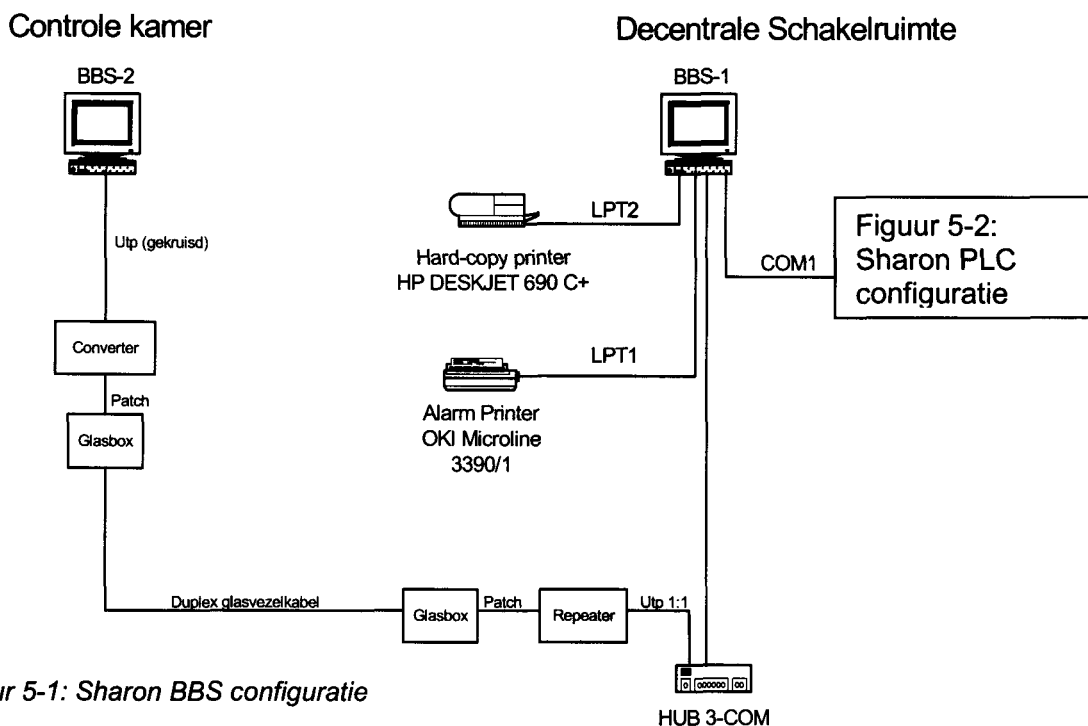 Controle kamer
Decentrale Schakelruimte
BBS-2
BBS-1
Utp (gekruisd)
LPT2
Hard-copy printer
HP DESKJET 690 C+
COM1
Figuur 5-2:
Sharon PLC
configuratie
Converter
Patch
Glasbox
LPT1
Alarm Printer
OKI Microline
3390/1
Duplex glasvezelkabel
Glasbox
Patch
Repeater
Utp 1:1
ur 5-1: Sharon BBS configuratie
HUB 3-COM